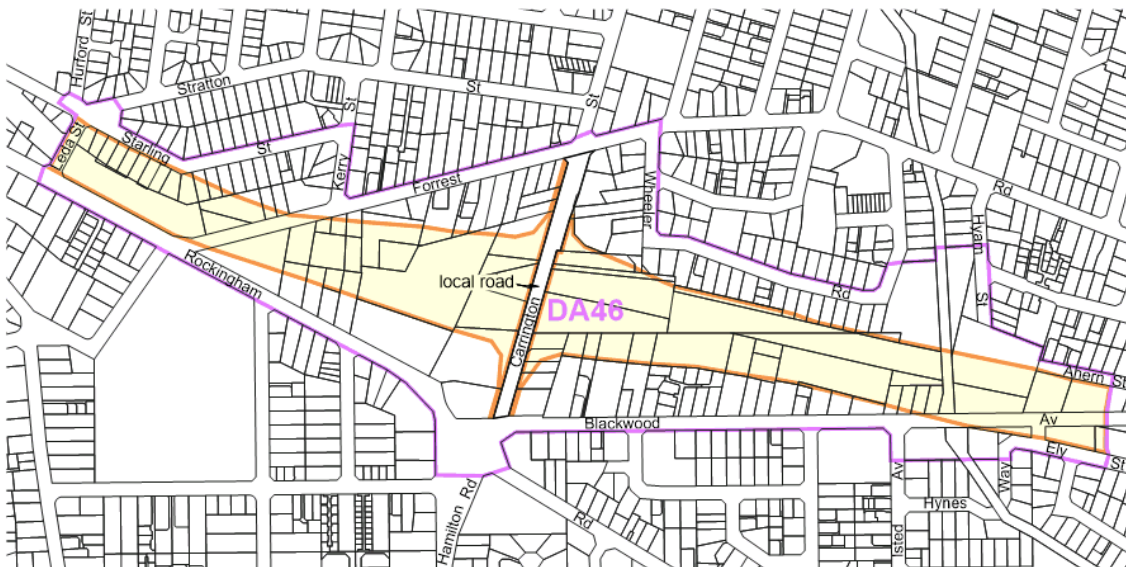 Hurford St
Stratton
St
St
St
Leda St
Starling
St
Kerry
Forrest
Wheeler
Rd
Hyam
St
Rockingham
local road
Carrington
DA46
Rd
Ahern St
Blackwood
Av
Ely
St
Av
Way
Hamilton Rd
Rd
Isted
Hynes